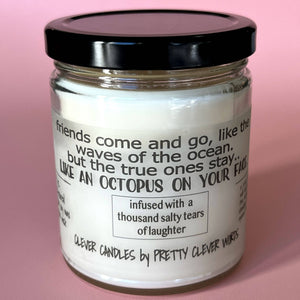 friends come and go, like the
waves of the ocean.
but the true ones stay...
LIKE AN OCTOPUS ON YOUR FACE
infused with a
thousand salty tears
of laughter
CLEVER CANDLES by PRETTY CLEVER WORDS